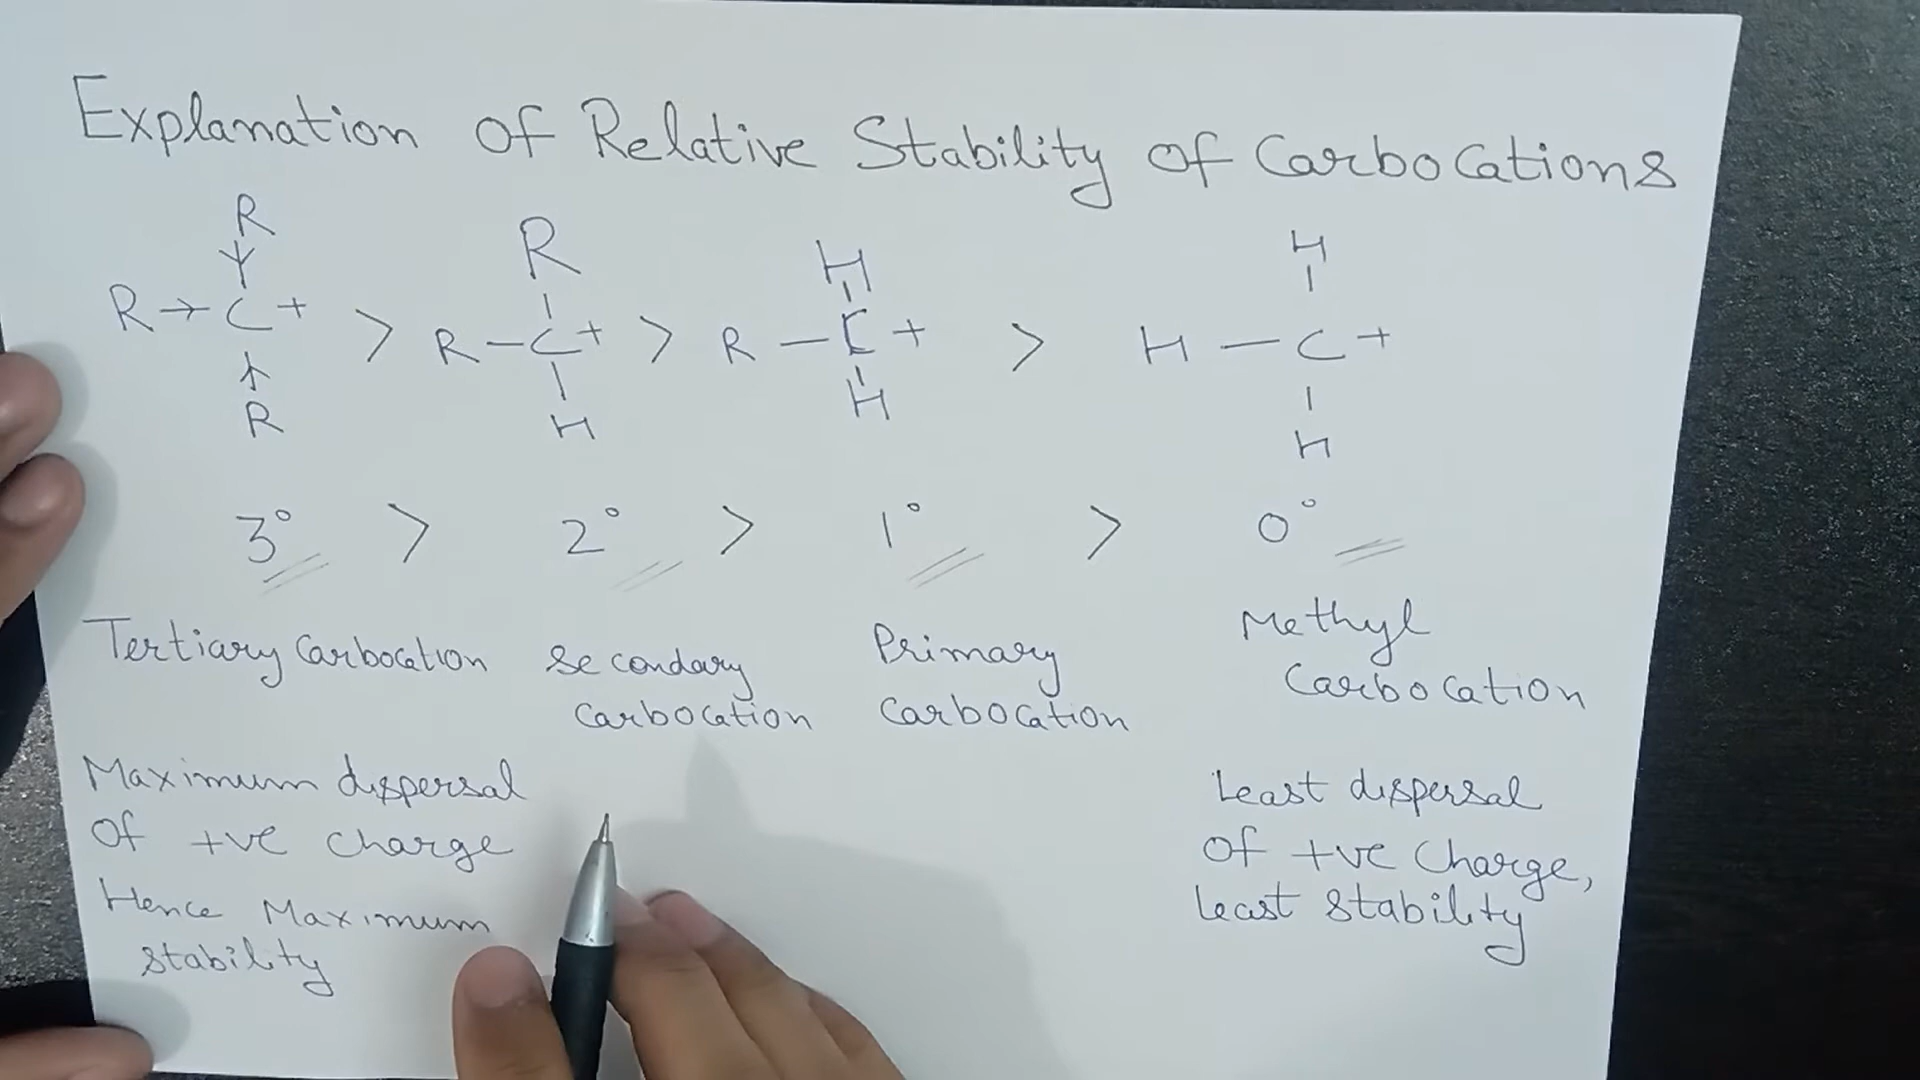 Explanation of Relative Stability of Carbocations
R
R → C +
R
>
R
R - C +
H
>
H
R - C +
H
>
H
H - C +
H
3° > 2° > 1° > 0°
Tertiary Carbocation
Secondary
Carbocation
Primary
Carbocation
Methyl
Carbocation
Maximum dispersal
of +ve charge
Hence Maximum
stability
Least dispersal
of +ve charge,
least stability